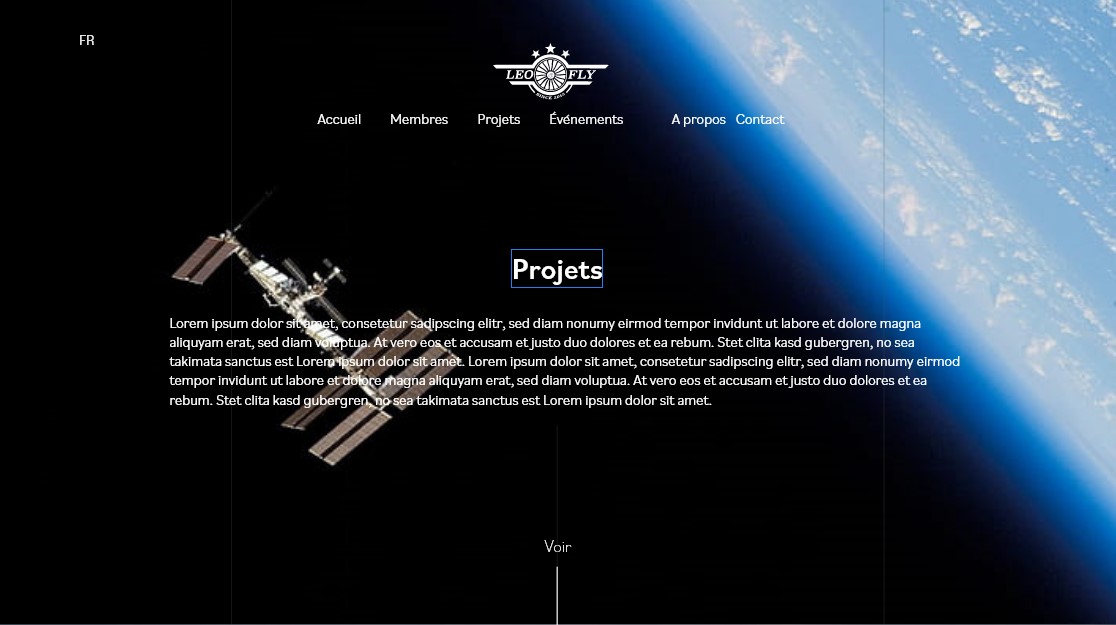 FR
LEO FLY
SINCE 2010
Accueil Membres Projets Événements A propos Contact
Projets
Lorem ipsum dolor sit amet, consetetur sadipscing elitr, sed diam nonumy eirmod tempor invidunt ut labore et dolore magna
aliquyam erat, sed diam voluptua. At vero eos et accusam et justo duo dolores et ea rebum. Stet clita kasd gubergren, no sea
takimata sanctus est Lorem ipsum dolor sit amet. Lorem ipsum dolor sit amet, consetetur sadipscing elitr, sed diam nonumy eirmod
tempor invidunt ut labore et dolore magna aliquyam erat, sed diam voluptua. At vero eos et accusam et justo duo dolores et ea
rebum. Stet clita kasd gubergren, no sea takimata sanctus est Lorem ipsum dolor sit amet.
Voir